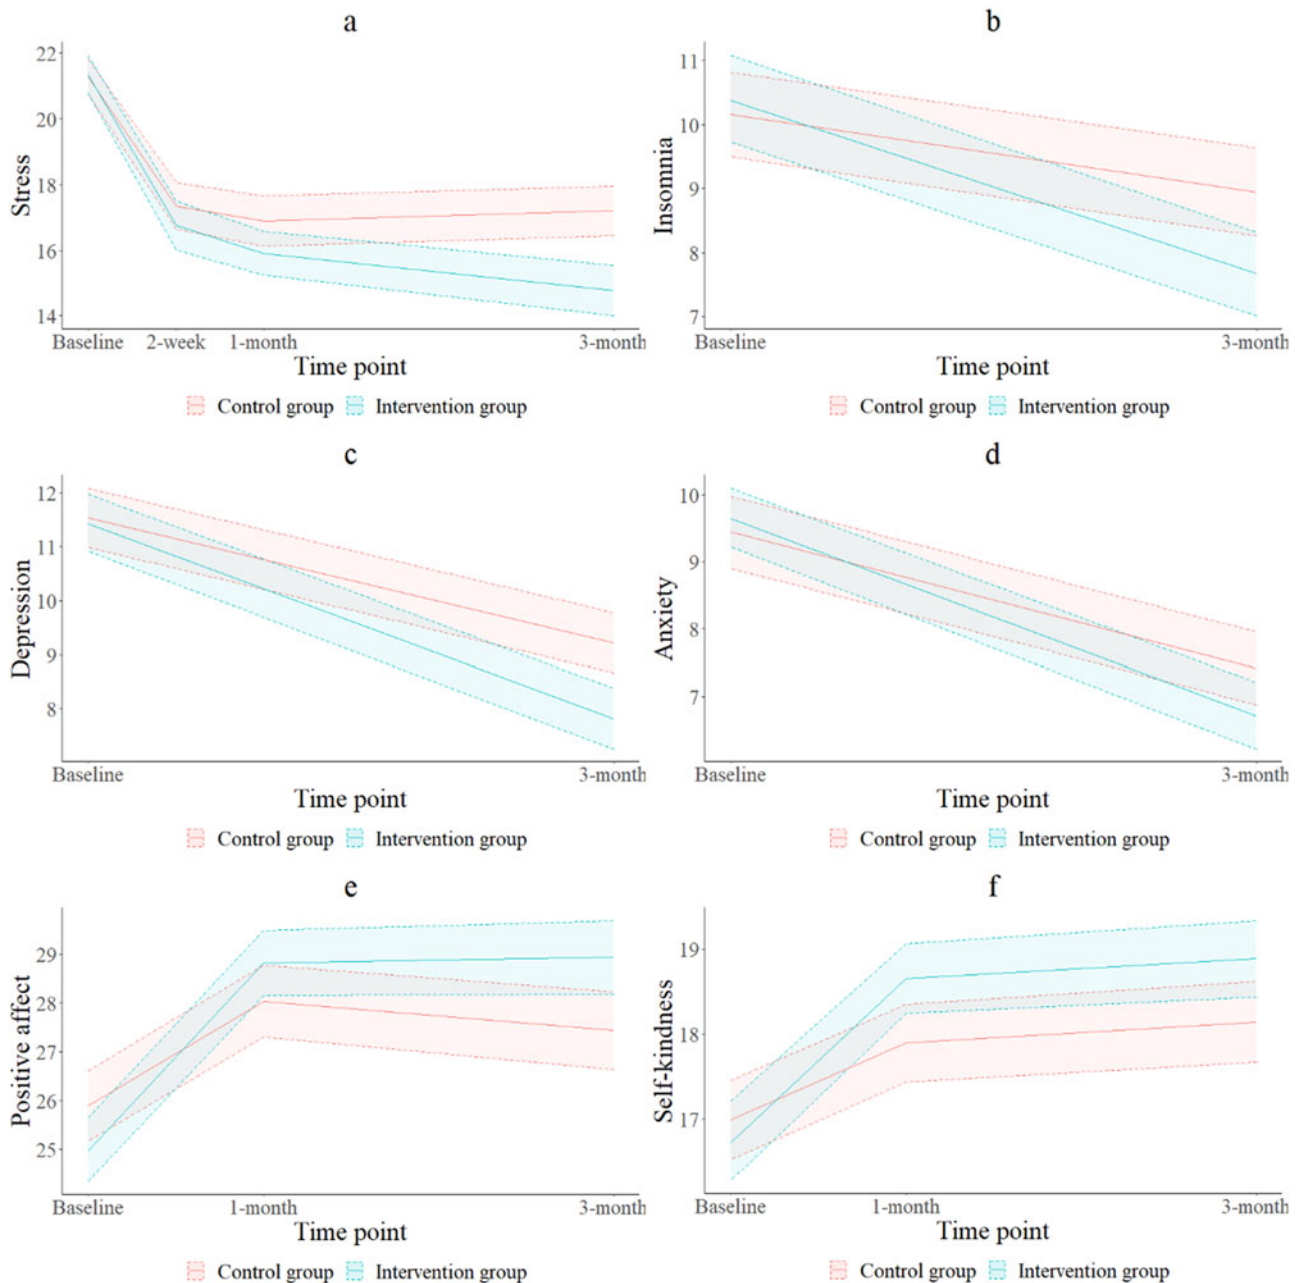 a
22
20
18
16
14
Stress
Baseline 2-week 1-month 3-month
Time point
Control group Intervention group
b
11
10
9
8
7
Insomia
Baseline 3-month
Time point
Control group Intervention group
c
12
11
10
9
8
Depression
Baseline 3-month
Time point
Control group Intervention group
d
10
9
8
7
Anxiety
Baseline 3-month
Time point
Control group Intervention group
e
29
28
27
26
25
Positive affect
Baseline 1-month 3-month
Time point
Control group Intervention group
f
19
18
17
Self-kindness
Baseline 1-month 3-month
Time point
Control group Intervention group